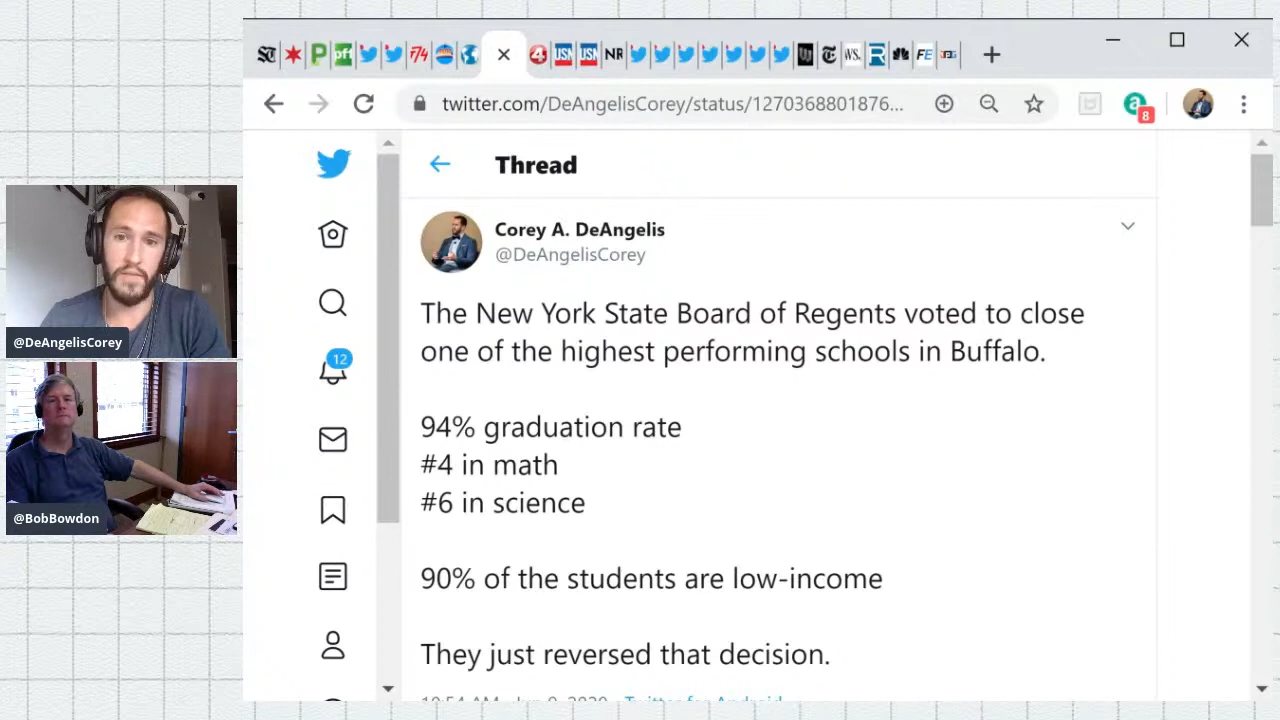 twitter.com/DeAngelisCorey/status/1270368801876...
8
Thread
Corey A. DeAngelis
@DeAngelisCorey
The New York State Board of Regents voted to close
one of the highest performing schools in Buffalo.
94% graduation rate
#4 in math
#6 in science
90% of the students are low-income
They just reversed that decision.
12
@DeAngelisCorey
@BobBowdon